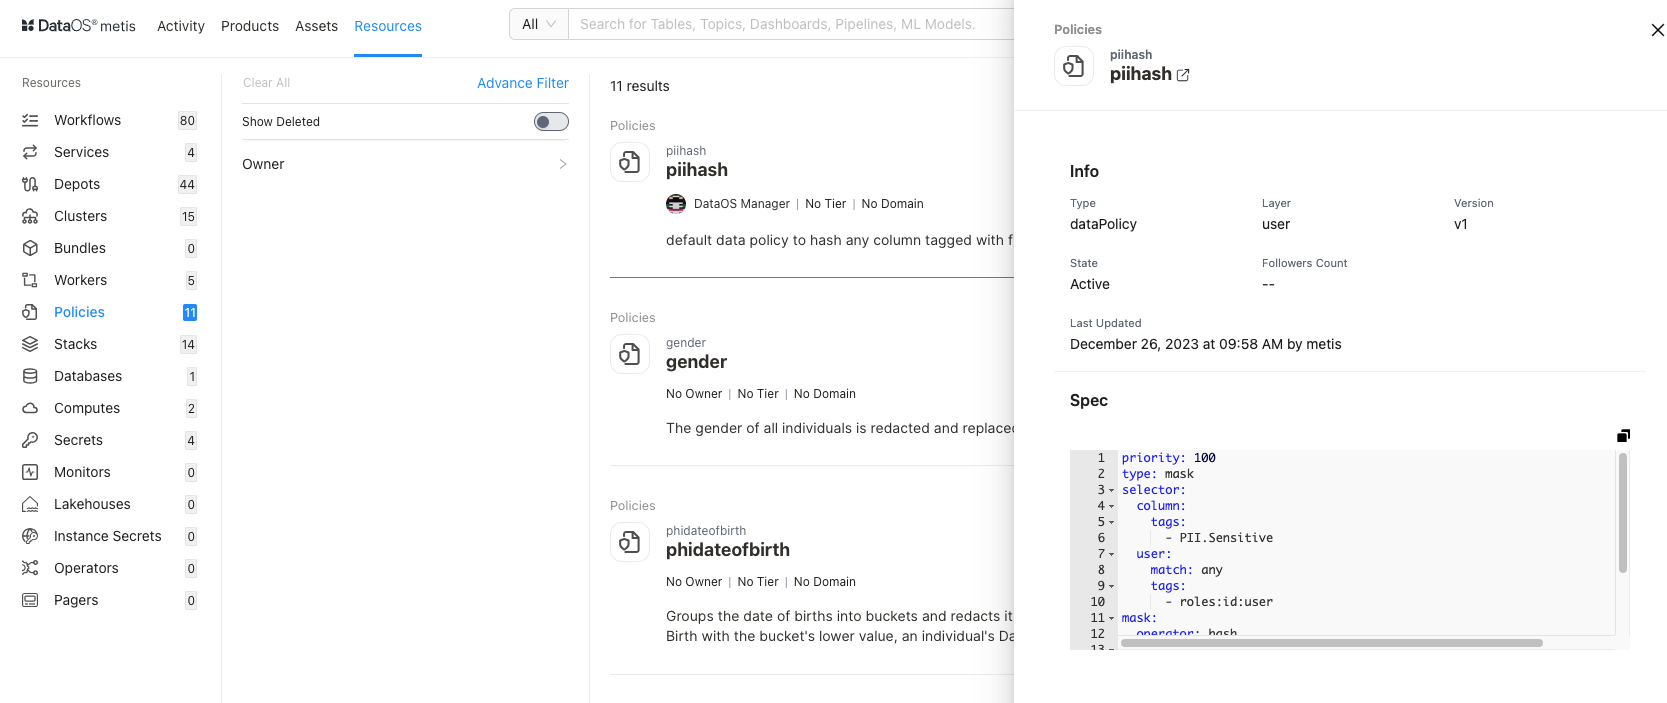 DataOS® metis Activity Products Assets Resources
All Search for Tables, Topics, Dashboards, Pipelines, ML Models.
Resources
Workflows 80
Services 4
Depots 44
Clusters 15
Bundles 0
Workers 5
Policies 11
Stacks 14
Databases 1
Computes 2
Secrets 4
Monitors 0
Lakehouses 0
Instance Secrets 0
Operators 0
Pagers 0
Clear All Advance Filter
Show Deleted
Owner
11 results
Policies
piihash
piihash
DataOS Manager | No Tier | No Domain
default data policy to hash any column tagged with f
Policies
gender
gender
No Owner | No Tier | No Domain
The gender of all individuals is redacted and replaced
Policies
phidateofbirth
phidateofbirth
No Owner | No Tier | No Domain
Groups the date of births into buckets and redacts it
Birth with the bucket's lower value, an individual's Da
Policies
piihash
piihash
Info
Type Layer Version
dataPolicy user v1
State Followers Count
Active --
Last Updated
December 26, 2023 at 09:58 AM by metis
Spec
1 priority: 100
2 type: mask
3 selector:
4 column:
5 tags:
6 - PII.Sensitive
7 user:
8 match: any
9 tags:
10 - roles:id:user
11 mask:
12 operator: hash
13